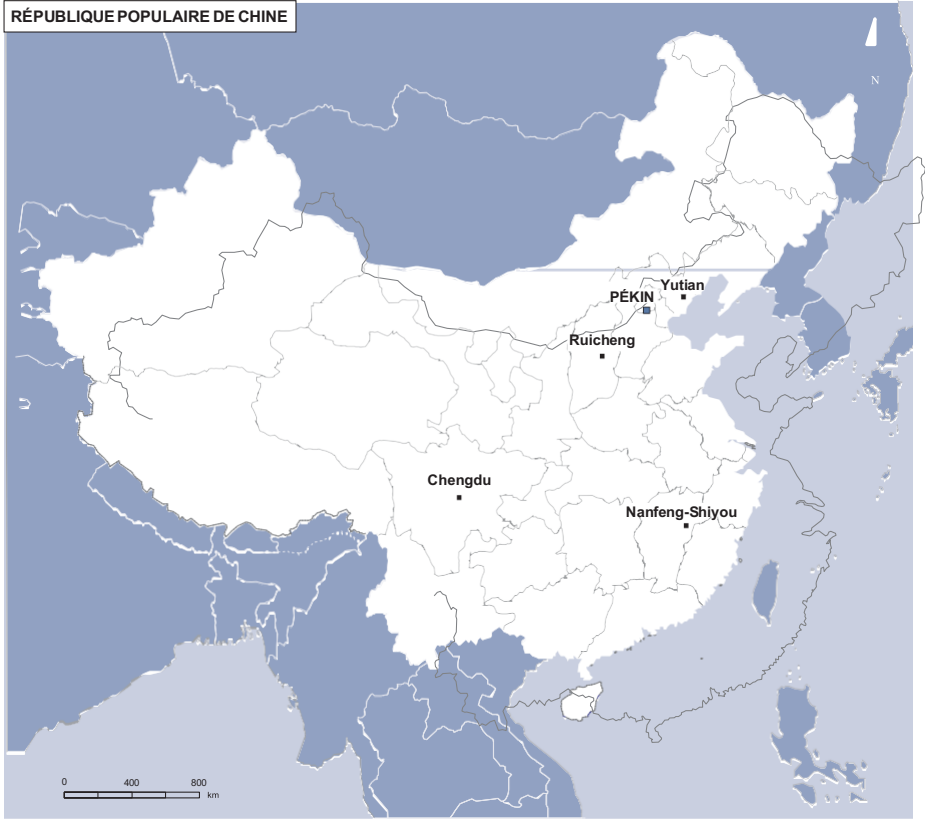 RÉPUBLIQUE POPULAIRE DE CHINE
N
Yutian
PÉKIN
Ruicheng
Chengdu
Nanfeng-Shiyou
0 400 800
km